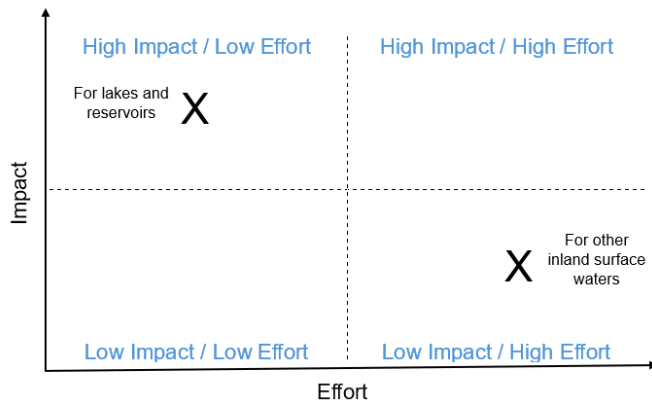 High Impact / Low Effort
High Impact / High Effort
For lakes and
reservoirs
X
Impact
X
For other
inland surface
waters
Low Impact / Low Effort
Low Impact / High Effort
Effort